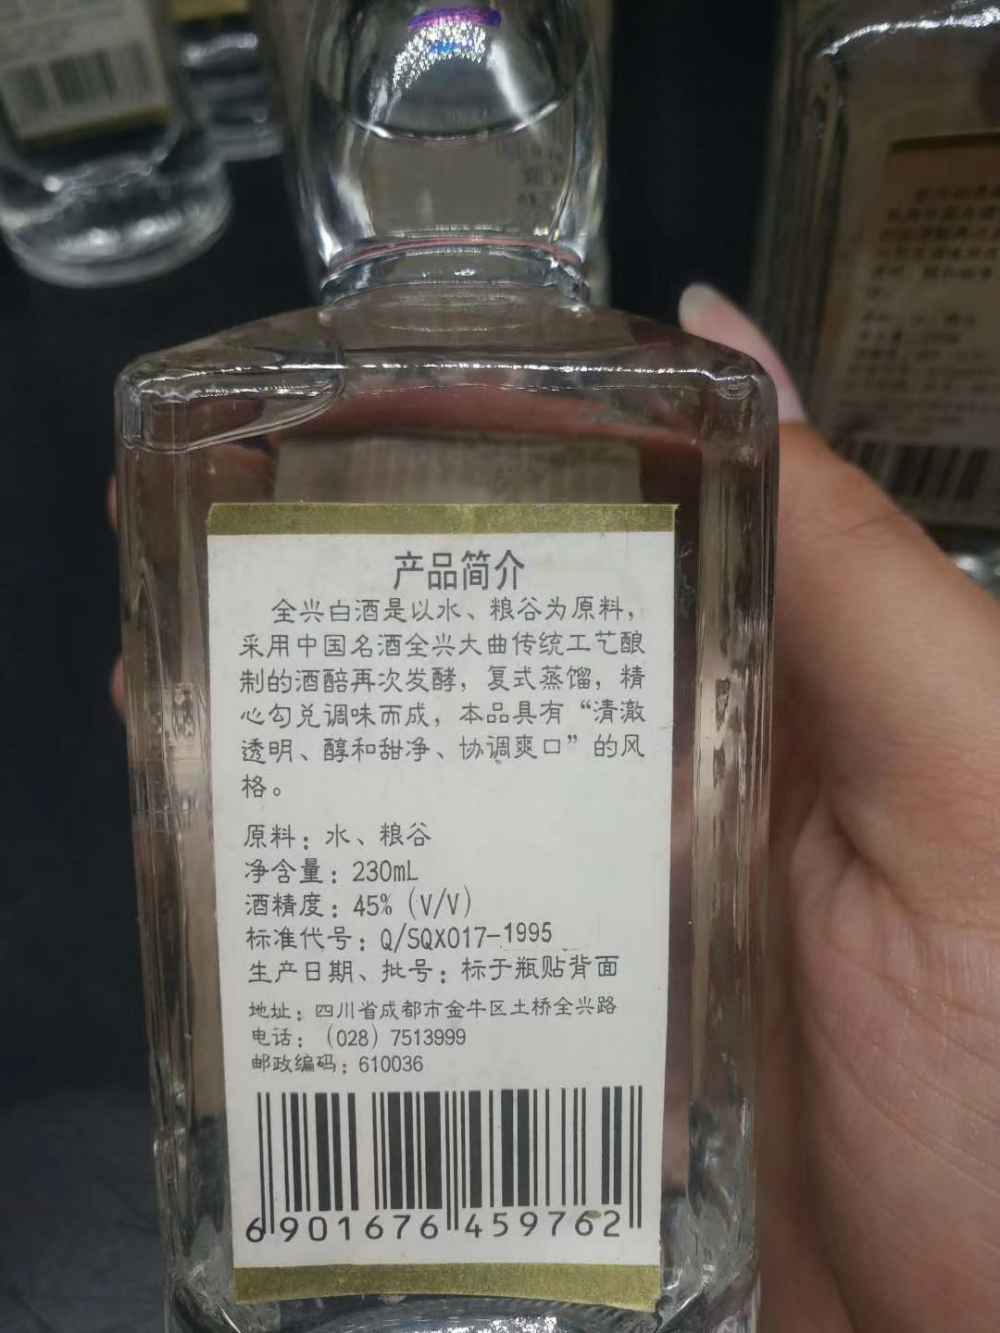 产品简介
全兴白酒是以水、粮谷为原料，
采用中国名酒全兴大曲传统工艺酿
制的酒醅再次发酵，复式蒸馏，精
心勾兑调味而成，本品具有“清澈
透明、醇和甜净、协调爽口”的风
格。
原料：水、粮谷
净含量：230mL
酒精度：45%（V/V）
标准代号：Q/SQX017-1995
生产日期、批号：标于瓶贴背面
地址：四川省成都市金牛区土桥全兴路
电话：（028）7513999
邮政编码：610036
6901676459762